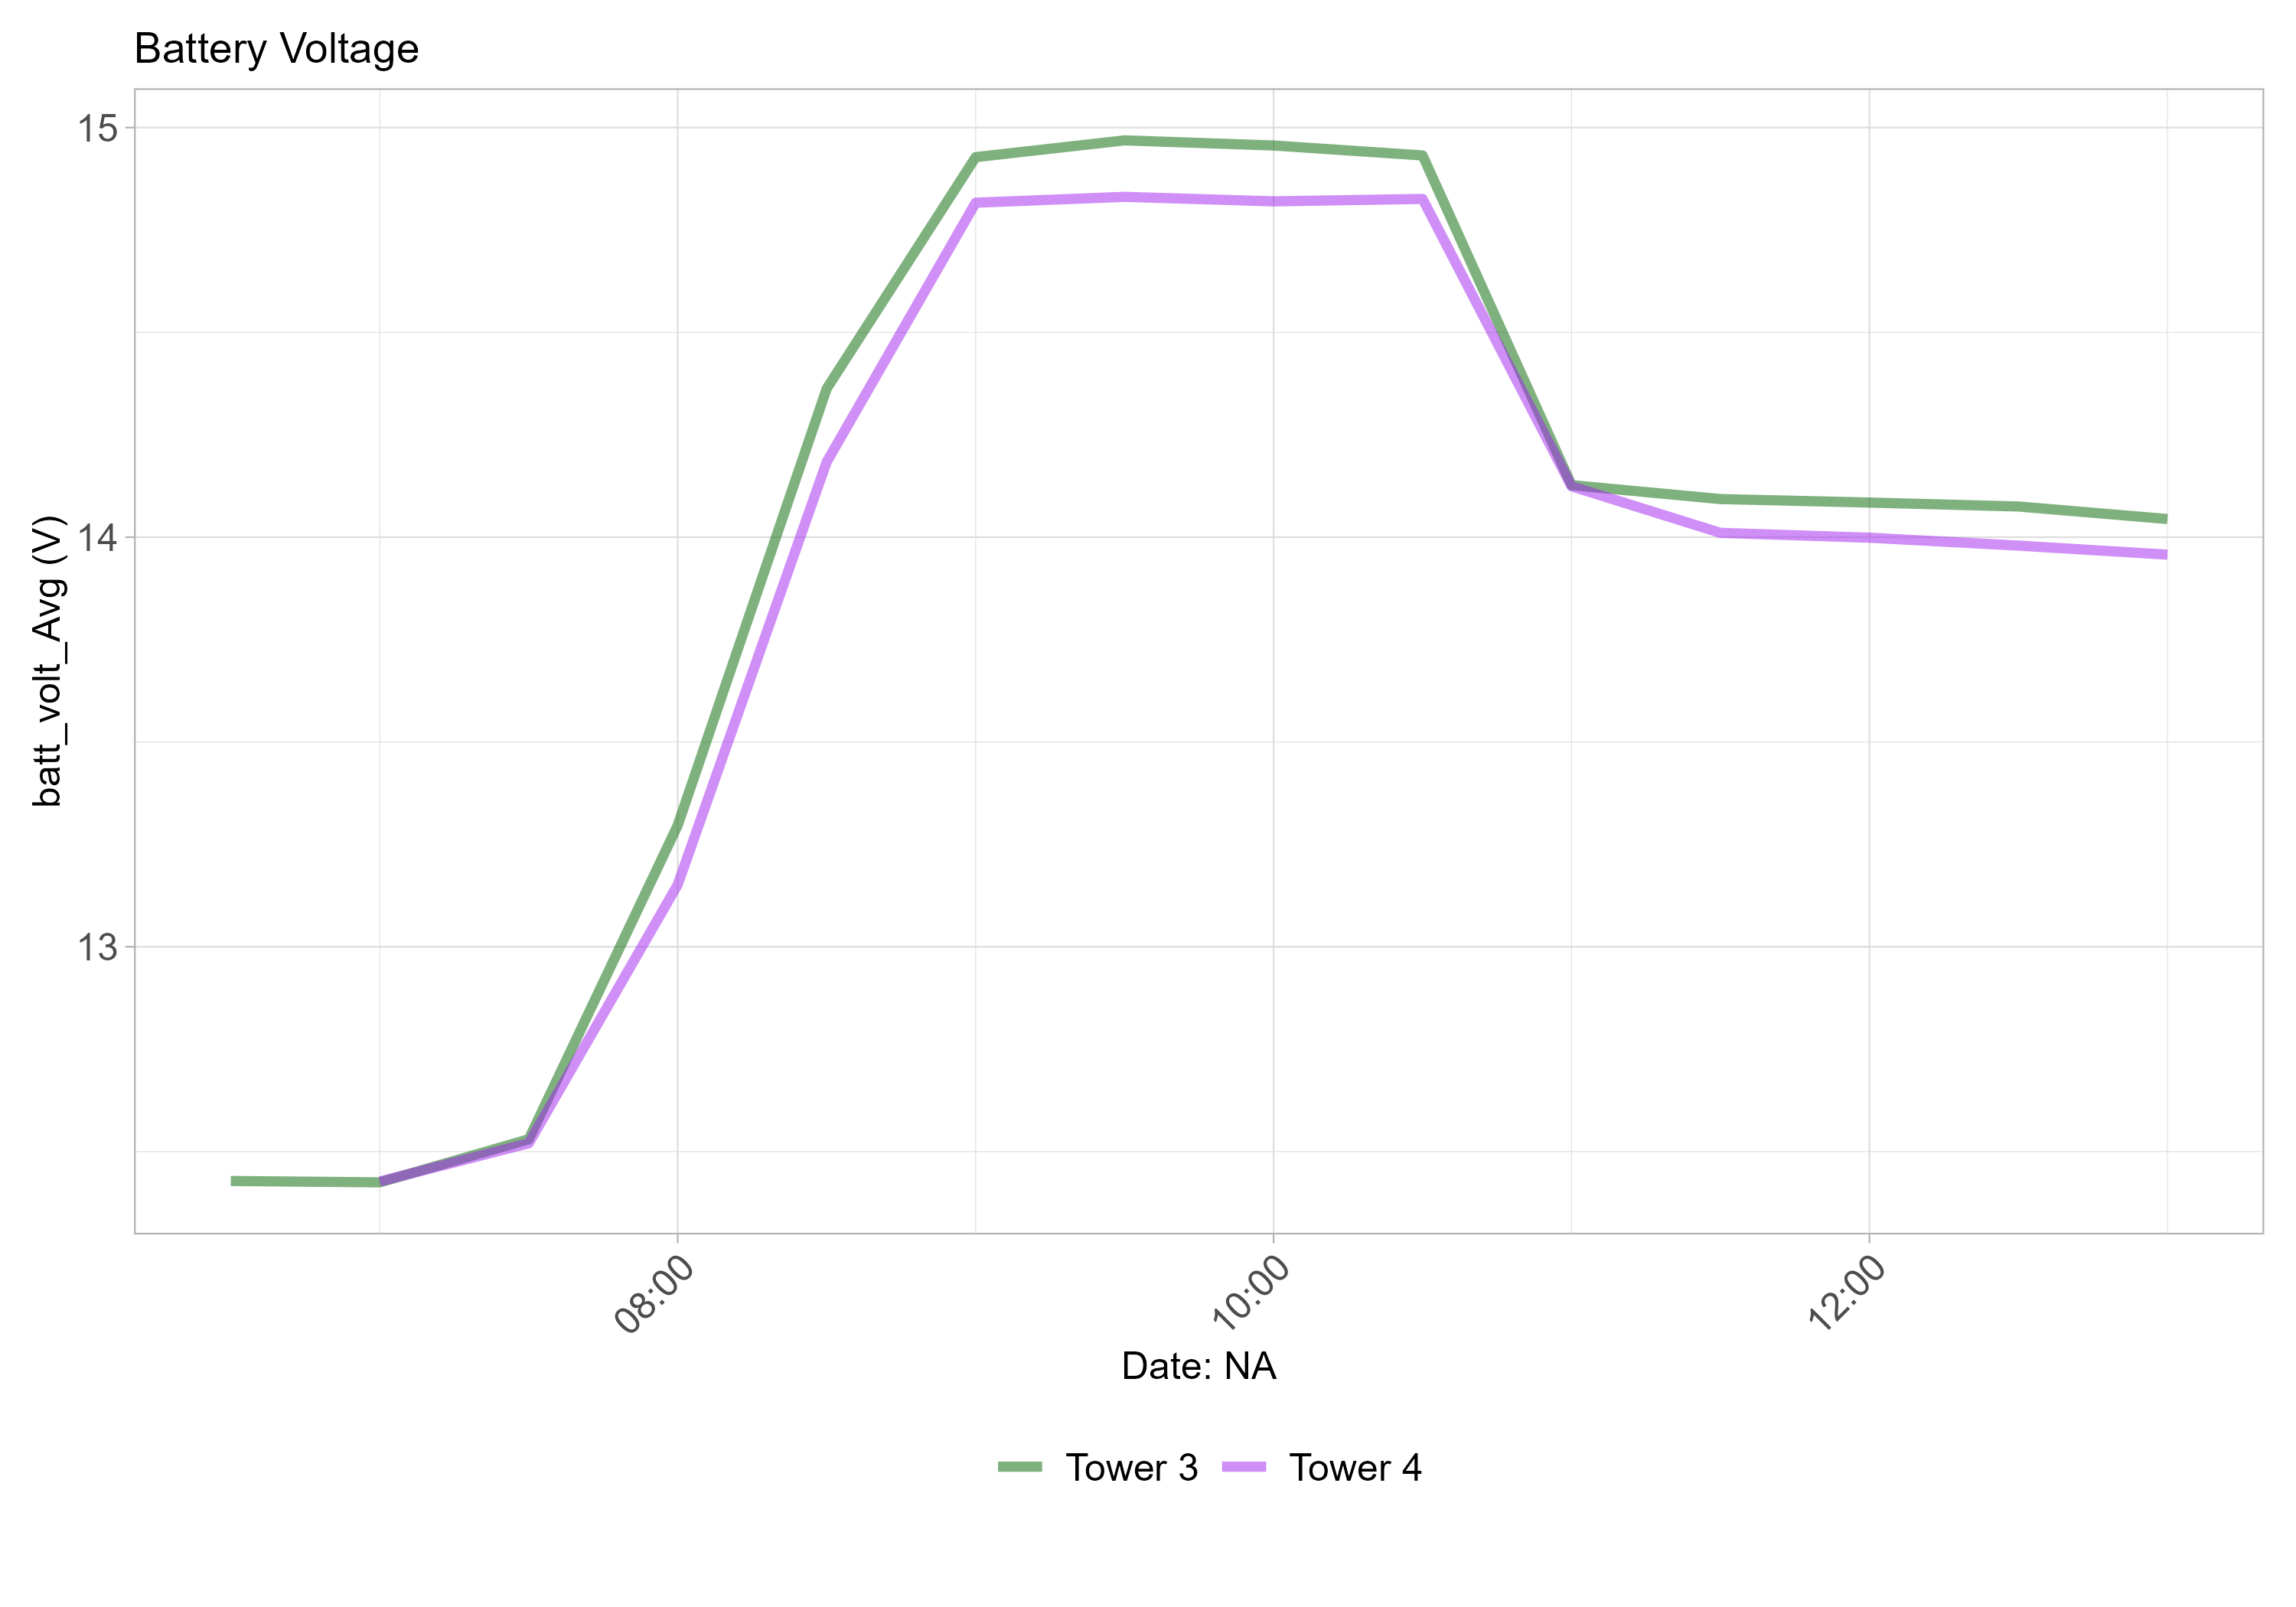 Battery Voltage
batt_volt_Avg (V)
15
14
13
08:00
10:00
12:00
Date: NA
Tower 3
Tower 4